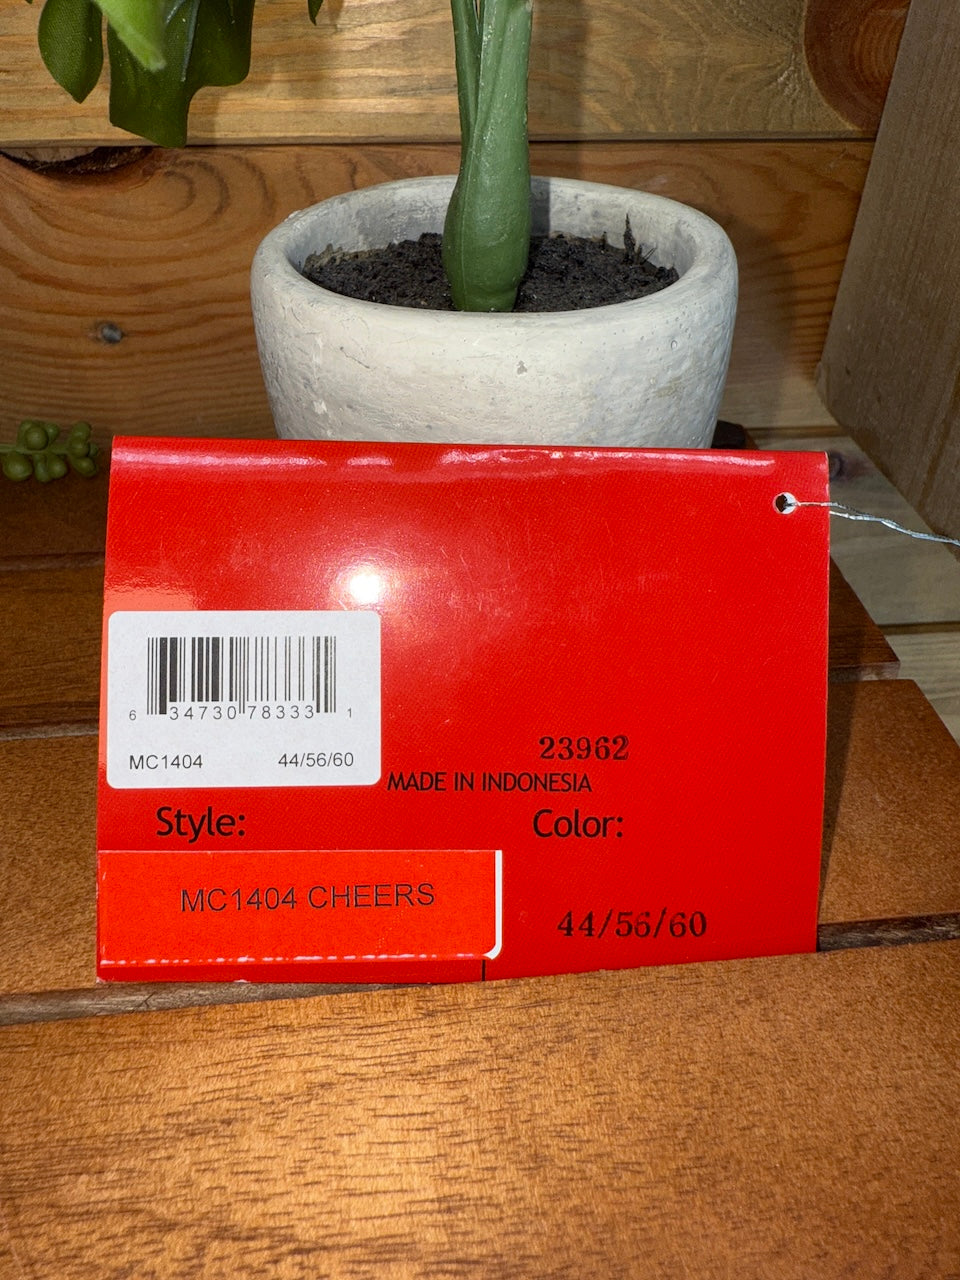 6 34730 78333 1
MC1404 44/56/60
23962
MADE IN INDONESIA
Style: Color:
MC1404 CHEERS
44/56/60